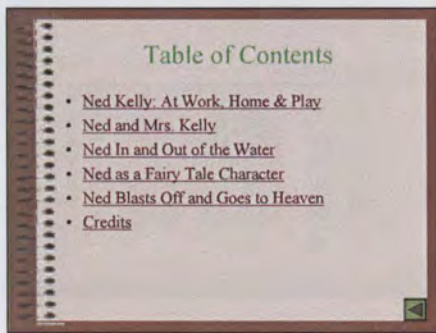 Table of Contents
• Ned Kelly: At Work, Home & Play
• Ned and Mrs. Kelly
• Ned In and Out of the Water
• Ned as a Fairy Tale Character
• Ned Blasts Off and Goes to Heaven
• Credits